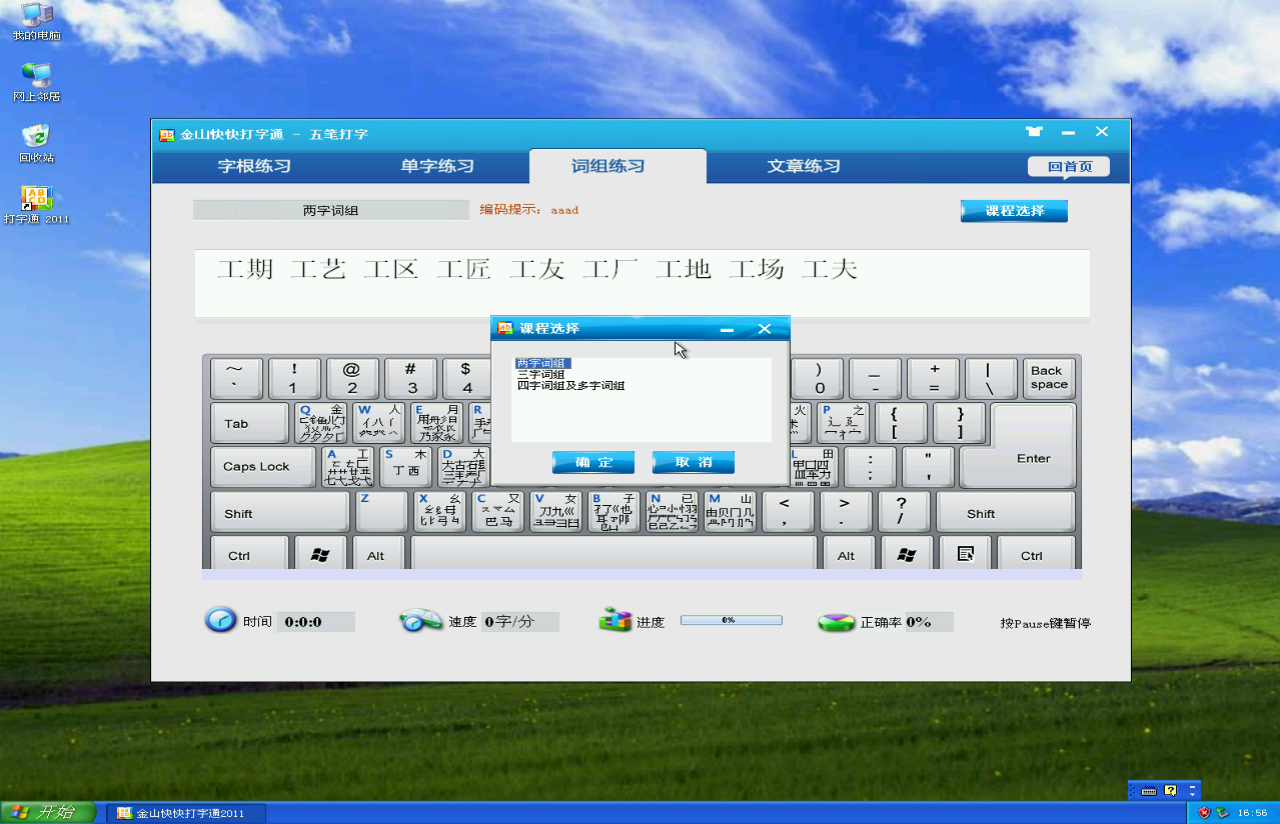 我的电脑
网上邻居
回收站
打字通 2011
金山快快打字通 - 五笔打字
字根练习 单字练习 词组练习 文章练习 回首页
两字词组 编码提示: aaad 课程选择
工期 工艺 工区 工匠 工友 工厂 工地 工场 工夫
课程选择
两字词组
三字词组
四字词组及多字词组
确 定 取 消
~ ! @ # $ ) _ + | Back
` 1 2 3 4 0 - = \ space
Tab Q 金 W 人 E 月 R P 之 { [ } ]
Caps Lock A 工 S 木 丁西 D 大 : ; " ' Enter
Shift Z X 幺 C 又 巴马 V 女 B 子 N 已 M 山 < , > . ? / Shift
Ctrl Alt Alt Ctrl
时间 0:0:0 速度 0字/分 进度 0% 正确率 0% 按Pause键暂停
开始 金山快快打字通2011 16:56